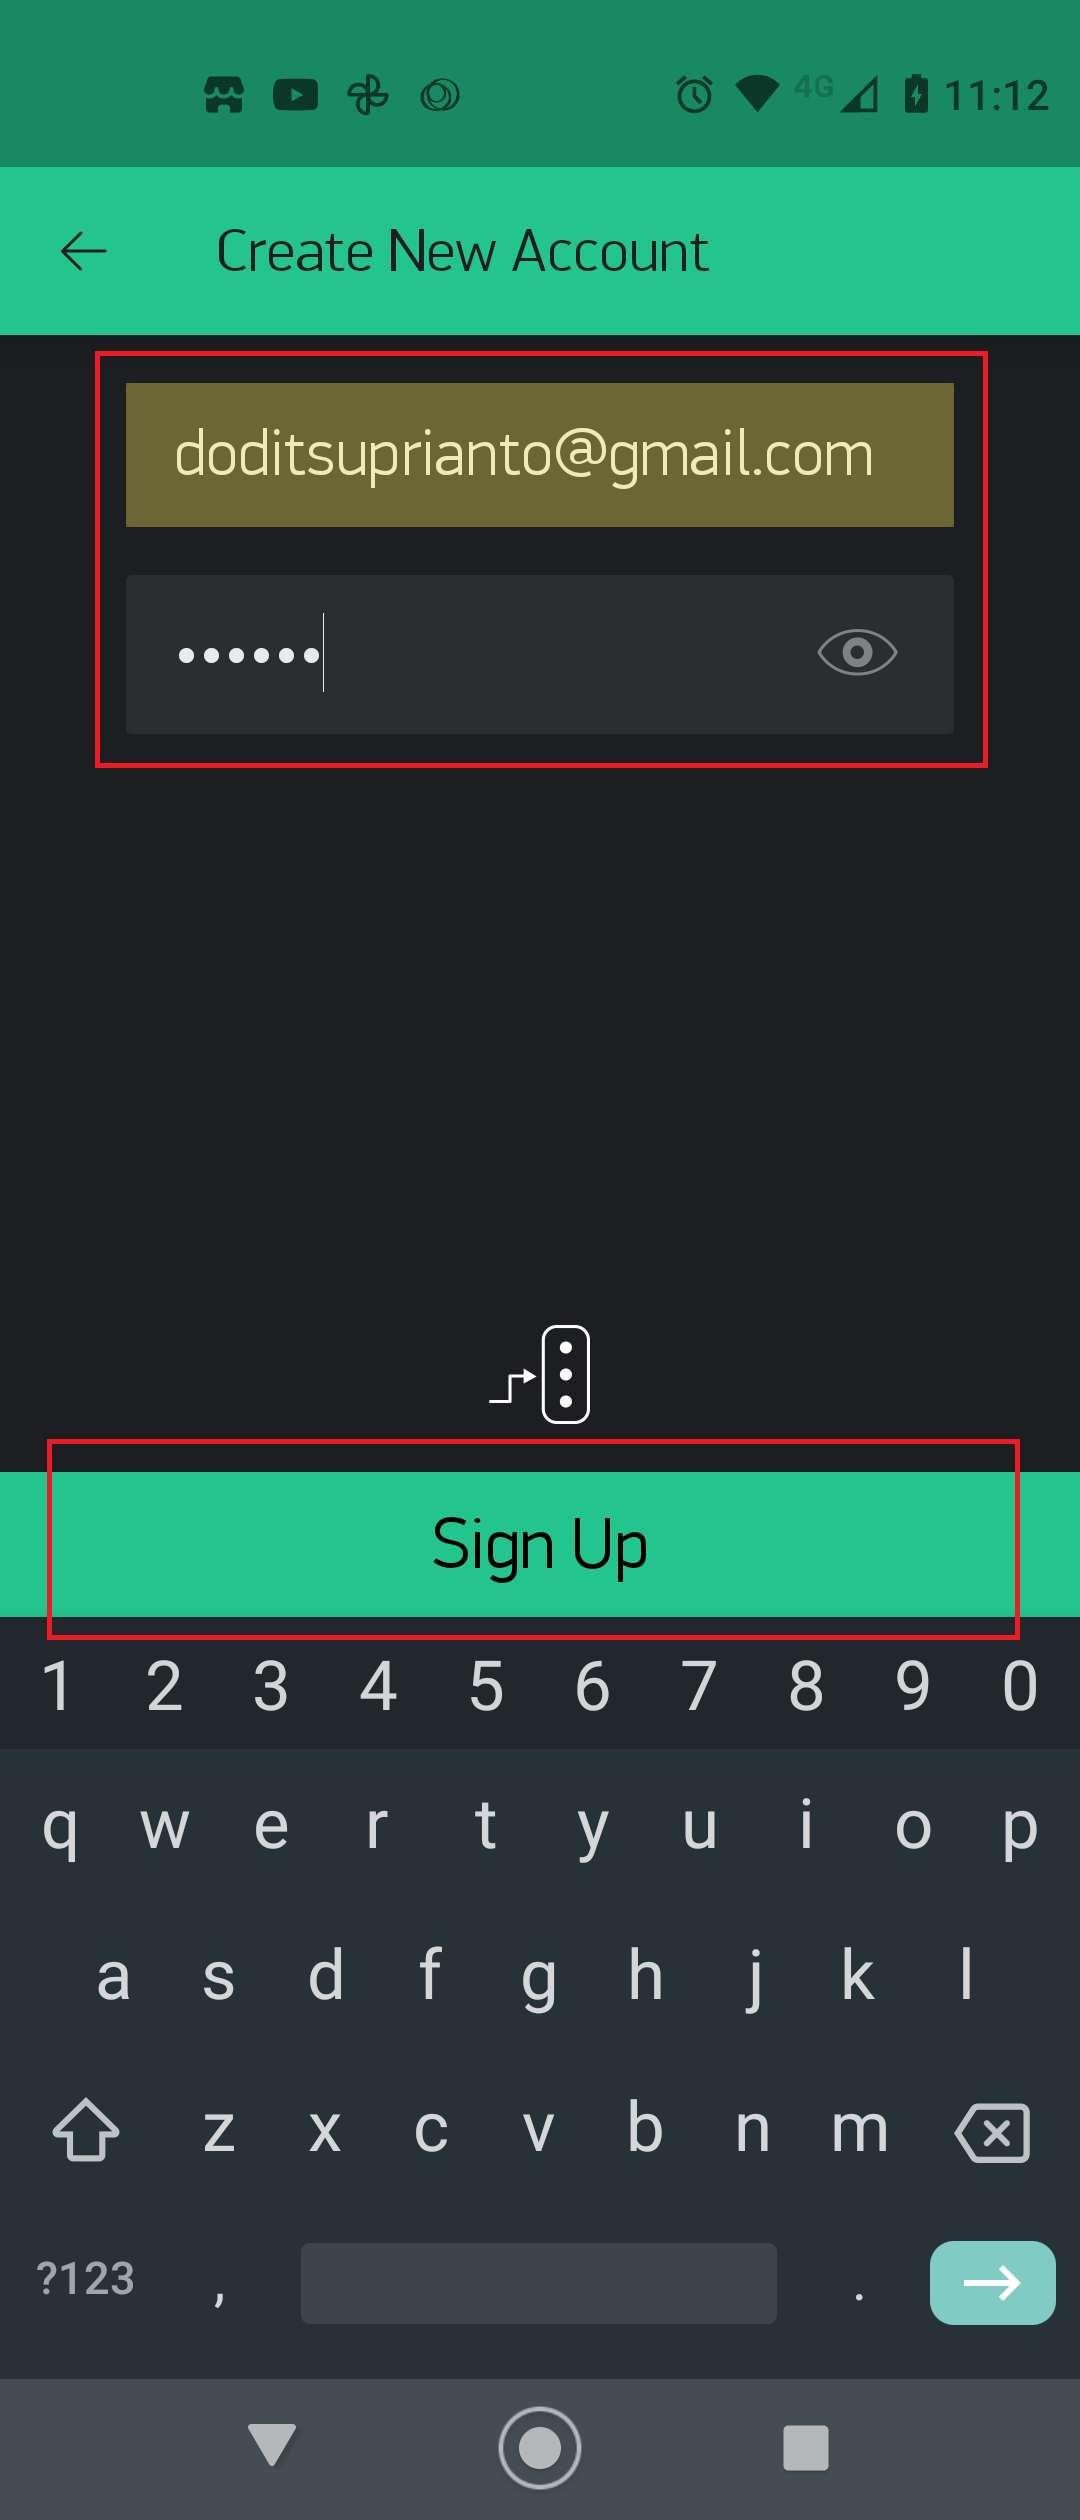 4G 11:12
Create New Account
doditsuprianto@gmail.com
••••••
Sign Up
1 2 3 4 5 6 7 8 9 0
q w e r t y u i o p
a s d f g h j k l
z x c v b n m
?123 , .